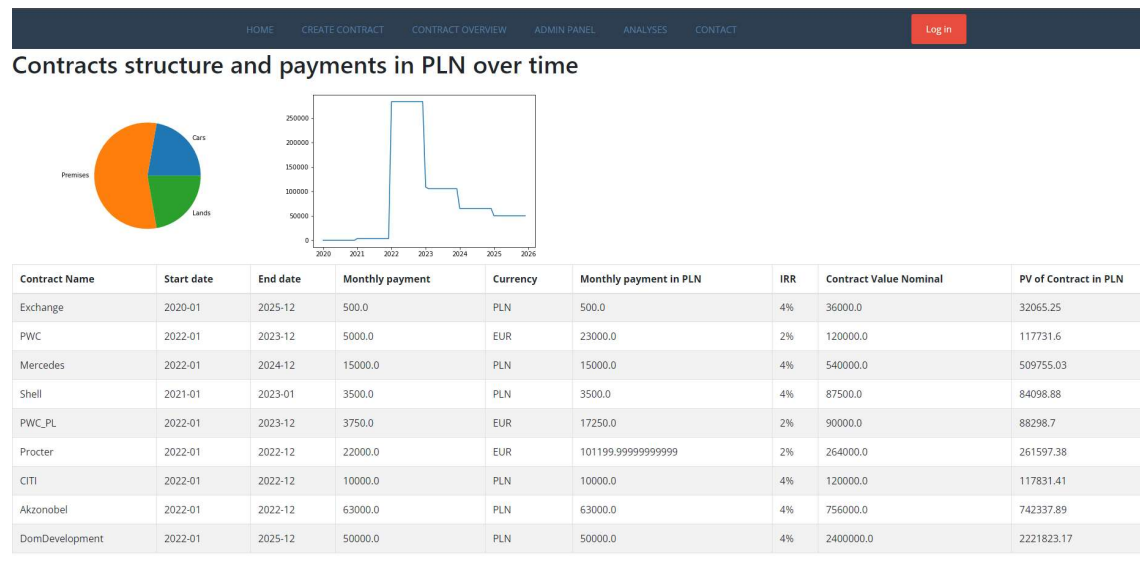 HOME CREATE CONTRACT CONTRACT OVERVIEW ADMIN PANEL ANALYSES CONTACT Log in
Contracts structure and payments in PLN over time
Cars
Premises
Lands
250000
200000
150000
100000
50000
0
2020 2021 2022 2023 2024 2025 2026
Contract Name Start date End date Monthly payment Currency Monthly payment in PLN IRR Contract Value Nominal PV of Contract in PLN
Exchange 2020-01 2025-12 500.0 PLN 500.0 4% 36000.0 32065.25
PWC 2022-01 2023-12 5000.0 EUR 23000.0 2% 120000.0 117731.6
Mercedes 2022-01 2024-12 15000.0 PLN 15000.0 4% 540000.0 509755.03
Shell 2021-01 2023-01 3500.0 PLN 3500.0 4% 87500.0 84098.88
PWC_PL 2022-01 2023-12 3750.0 EUR 17250.0 2% 90000.0 88298.7
Procter 2022-01 2022-12 22000.0 EUR 101199.99999999999 2% 264000.0 261597.38
CITI 2022-01 2022-12 10000.0 PLN 10000.0 4% 120000.0 117831.41
Akzonobel 2022-01 2022-12 63000.0 PLN 63000.0 4% 756000.0 742337.89
DomDevelopment 2022-01 2025-12 50000.0 PLN 50000.0 4% 2400000.0 2221823.17